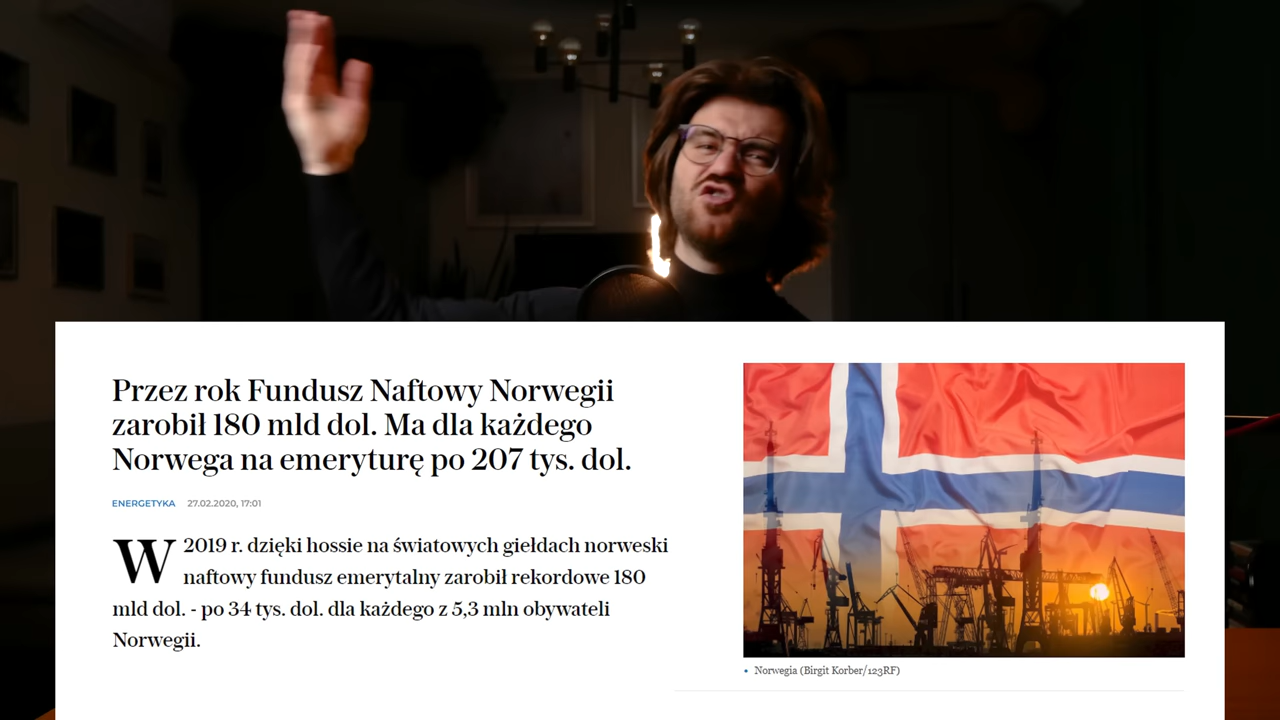 Przez rok Fundusz Naftowy Norwegii
zarobił 180 mld dol. Ma dla każdego
Norwega na emeryturę po 207 tys. dol.
ENERGETYKA 27.02.2020, 17:01
W 2019 r. dzięki hossie na światowych giełdach norweski
naftowy fundusz emerytalny zarobił rekordowe 180
mld dol. - po 34 tys. dol. dla każdego z 5,3 mln obywateli
Norwegii.
• Norwegia (Birgit Korber/123RF)